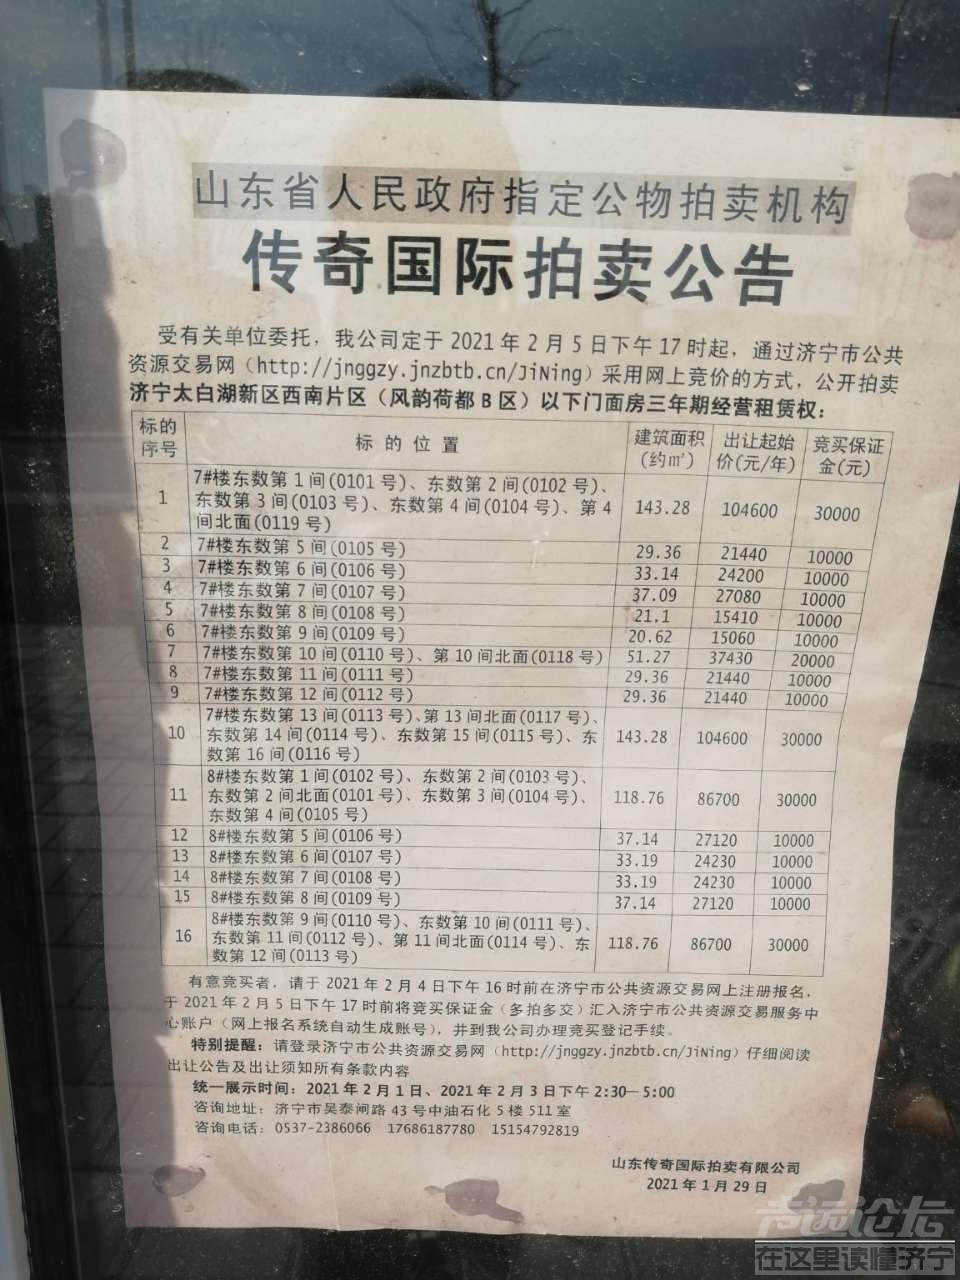 山东省人民政府指定公物拍卖机构
传奇国际拍卖公告
受有关单位委托，我公司定于 2021 年 2 月 5 日下午 17 时起，通过济宁市公共
资源交易网（http://jnggzy.jnzbtb.cn/JiNing）采用网上竞价的方式，公开拍卖
济宁太白湖新区西南片区（风韵荷都 B 区）以下门面房三年期经营租赁权：
标的序号 标的位置 建筑面积(约㎡) 出让起始价(元/年) 竞买保证金(元)
1 7#楼东数第 1 间(0101 号)、东数第 2 间(0102 号)、
东数第 3 间(0103 号)、东数第 4 间(0104 号)、第 4
间北面(0119 号) 143.28 104600 30000
2 7#楼东数第 5 间(0105 号) 29.36 21440 10000
3 7#楼东数第 6 间(0106 号) 33.14 24200 10000
4 7#楼东数第 7 间(0107 号) 37.09 27080 10000
5 7#楼东数第 8 间(0108 号) 21.1 15410 10000
6 7#楼东数第 9 间(0109 号) 20.62 15060 10000
7 7#楼东数第 10 间(0110 号)、第 10 间北面(0118 号) 51.27 37430 20000
8 7#楼东数第 11 间(0111 号) 29.36 21440 10000
9 7#楼东数第 12 间(0112 号) 29.36 21440 10000
10 7#楼东数第 13 间(0113 号)、第 13 间北面(0117 号)、
东数第 14 间(0114 号)、东数第 15 间(0115 号)、东
数第 16 间(0116 号) 143.28 104600 30000
11 8#楼东数第 1 间(0102 号)、东数第 2 间(0103 号)、
东数第 2 间北面(0101 号)、东数第 3 间(0104 号)、
东数第 4 间(0105 号) 118.76 86700 30000
12 8#楼东数第 5 间(0106 号) 37.14 27120 10000
13 8#楼东数第 6 间(0107 号) 33.19 24230 10000
14 8#楼东数第 7 间(0108 号) 33.19 24230 10000
15 8#楼东数第 8 间(0109 号) 37.14 27120 10000
16 8#楼东数第 9 间(0110 号)、东数第 10 间(0111 号)、
东数第 11 间(0112 号)、第 11 间北面(0114 号)、东
数第 12 间(0113 号) 118.76 86700 30000
有意竞买者，请于 2021 年 2 月 4 日下午 16 时前在济宁市公共资源交易网上注册报名，
于 2021 年 2 月 5 日下午 17 时前将竞买保证金（多拍多交）汇入济宁市公共资源交易服务中
心账户（网上报名系统自动生成账号），并到我公司办理竞买登记手续。
特别提醒：请登录济宁市公共资源交易网（http://jnggzy.jnzbtb.cn/JiNing）仔细阅读
出让公告及出让须知所有条款内容
统一展示时间：2021 年 2 月 1 日、2021 年 2 月 3 日下午 2:30—5:00
咨询地址：济宁市吴泰闸路 43 号中油石化 5 楼 511 室
咨询电话：0537-2386066 17686187780 15154792819
山东传奇国际拍卖有限公司
2021 年 1 月 29 日
声远论坛
在这里读懂济宁